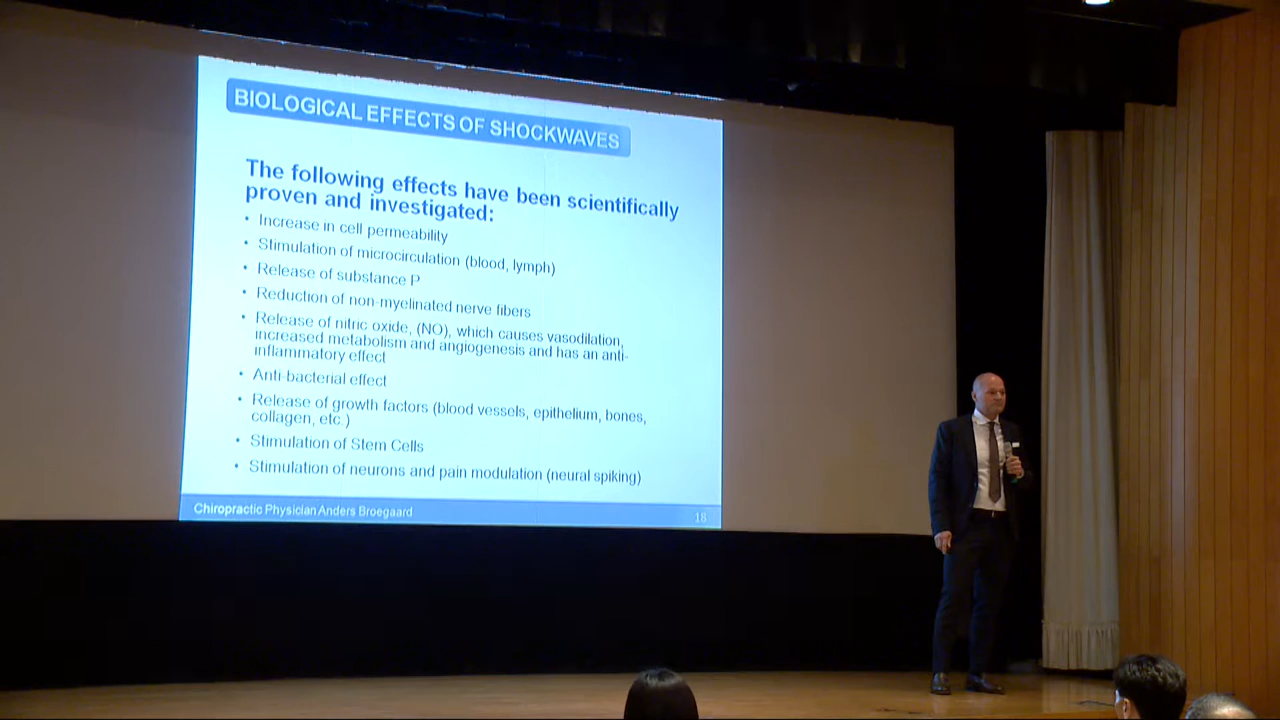 BIOLOGICAL EFFECTS OF SHOCKWAVES
The following effects have been scientifically
proven and investigated:
• Increase in cell permeability
• Stimulation of microcirculation (blood, lymph)
• Release of substance P
• Reduction of non-myelinated nerve fibers
• Release of nitric oxide, (NO), which causes vasodilation,
increased metabolism and angiogenesis and has an anti-
inflammatory effect
• Anti-bacterial effect
• Release of growth factors (blood vessels, epithelium, bones,
collagen, etc.)
• Stimulation of Stem Cells
• Stimulation of neurons and pain modulation (neural spiking)
Chiropractic Physician Anders Broegaard
18